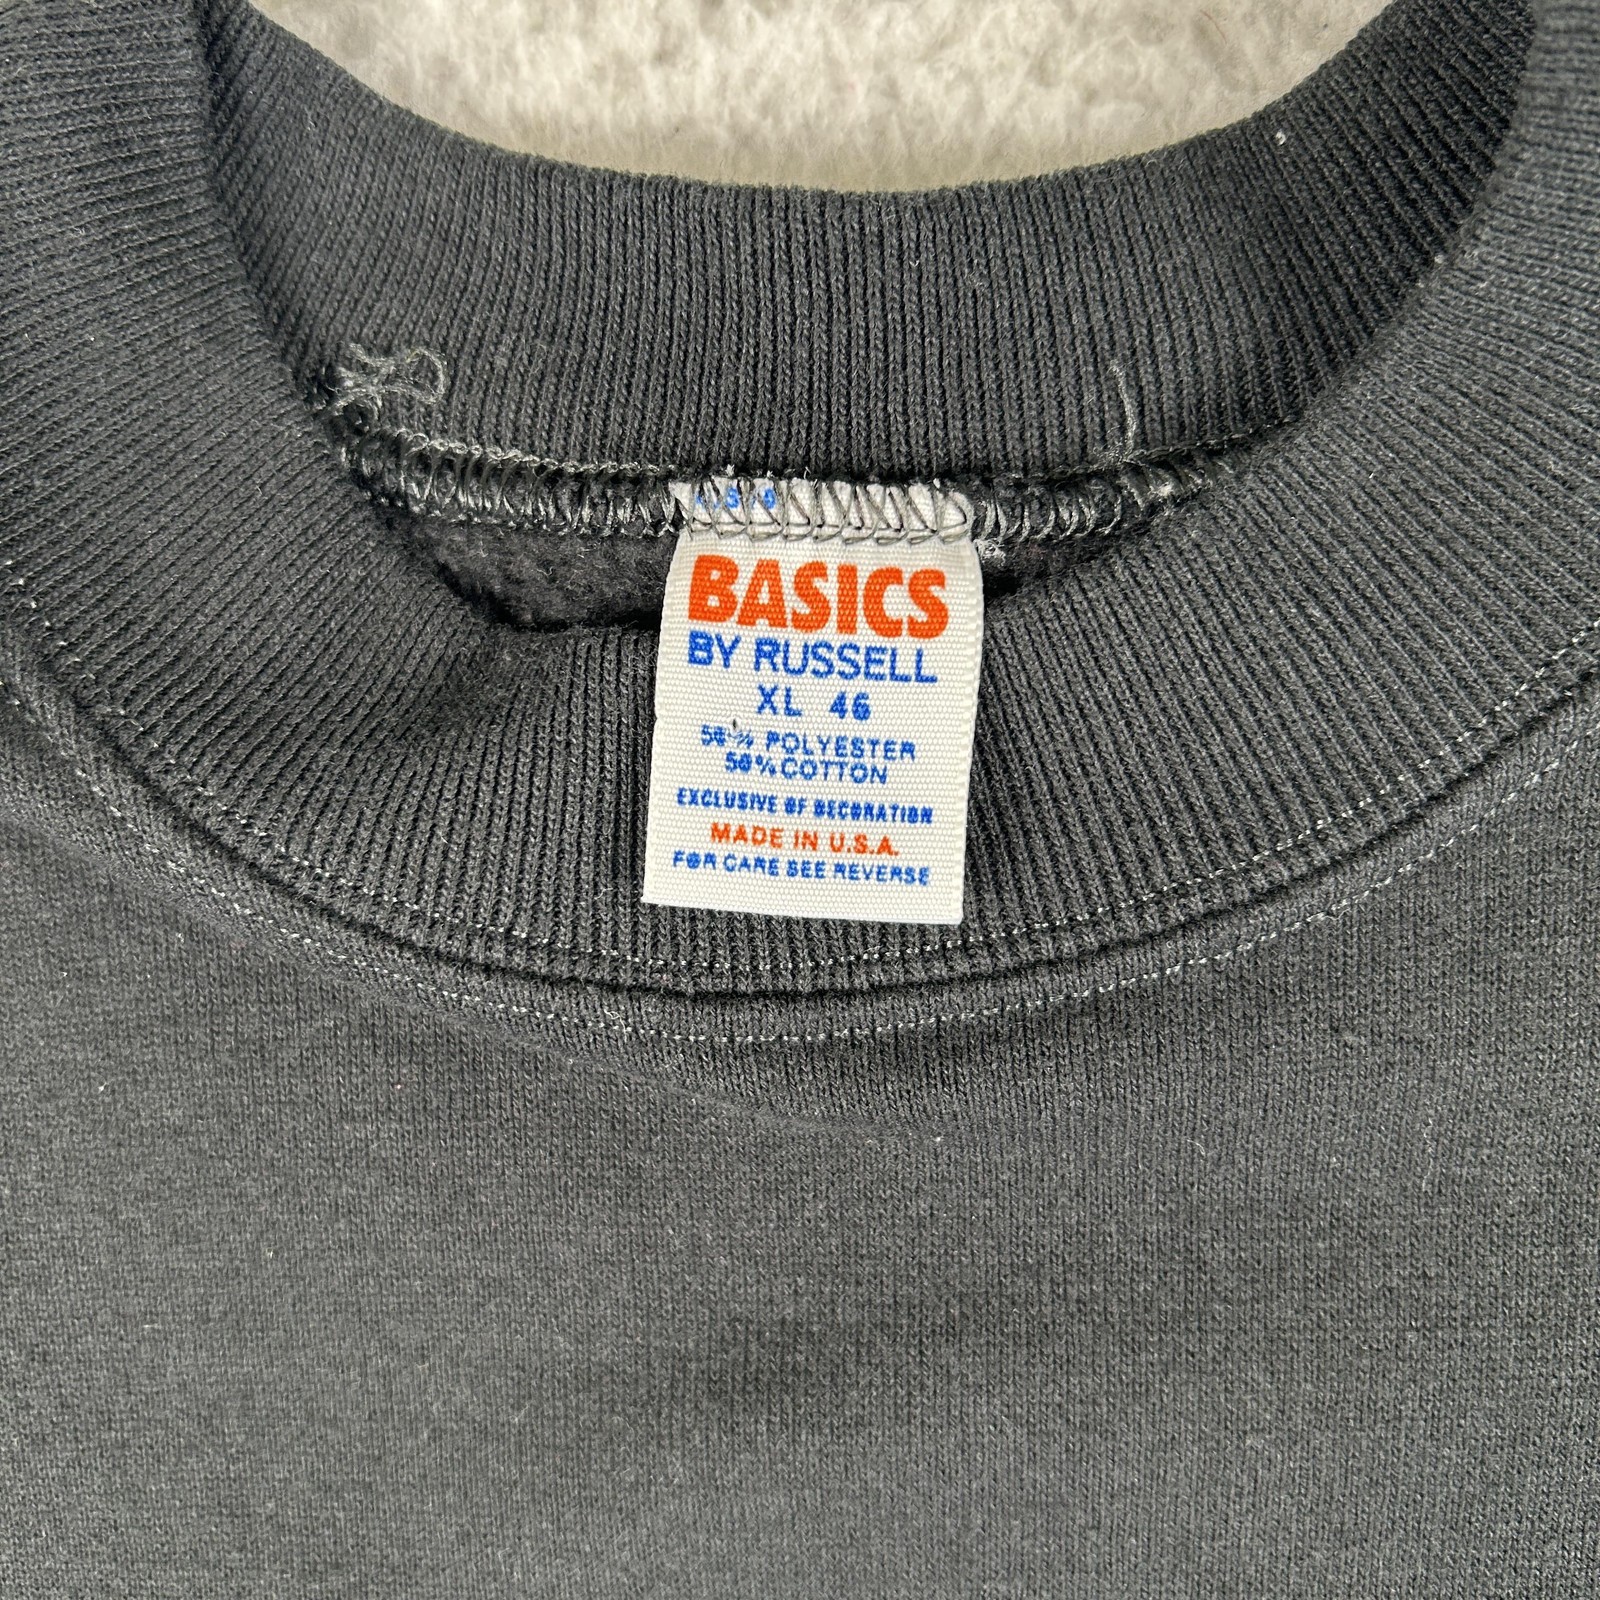 BASICS
BY RUSSELL
XL 46
50% POLYESTER
50% COTTON
EXCLUSIVE OF DECORATION
MADE IN U.S.A.
FOR CARE SEE REVERSE